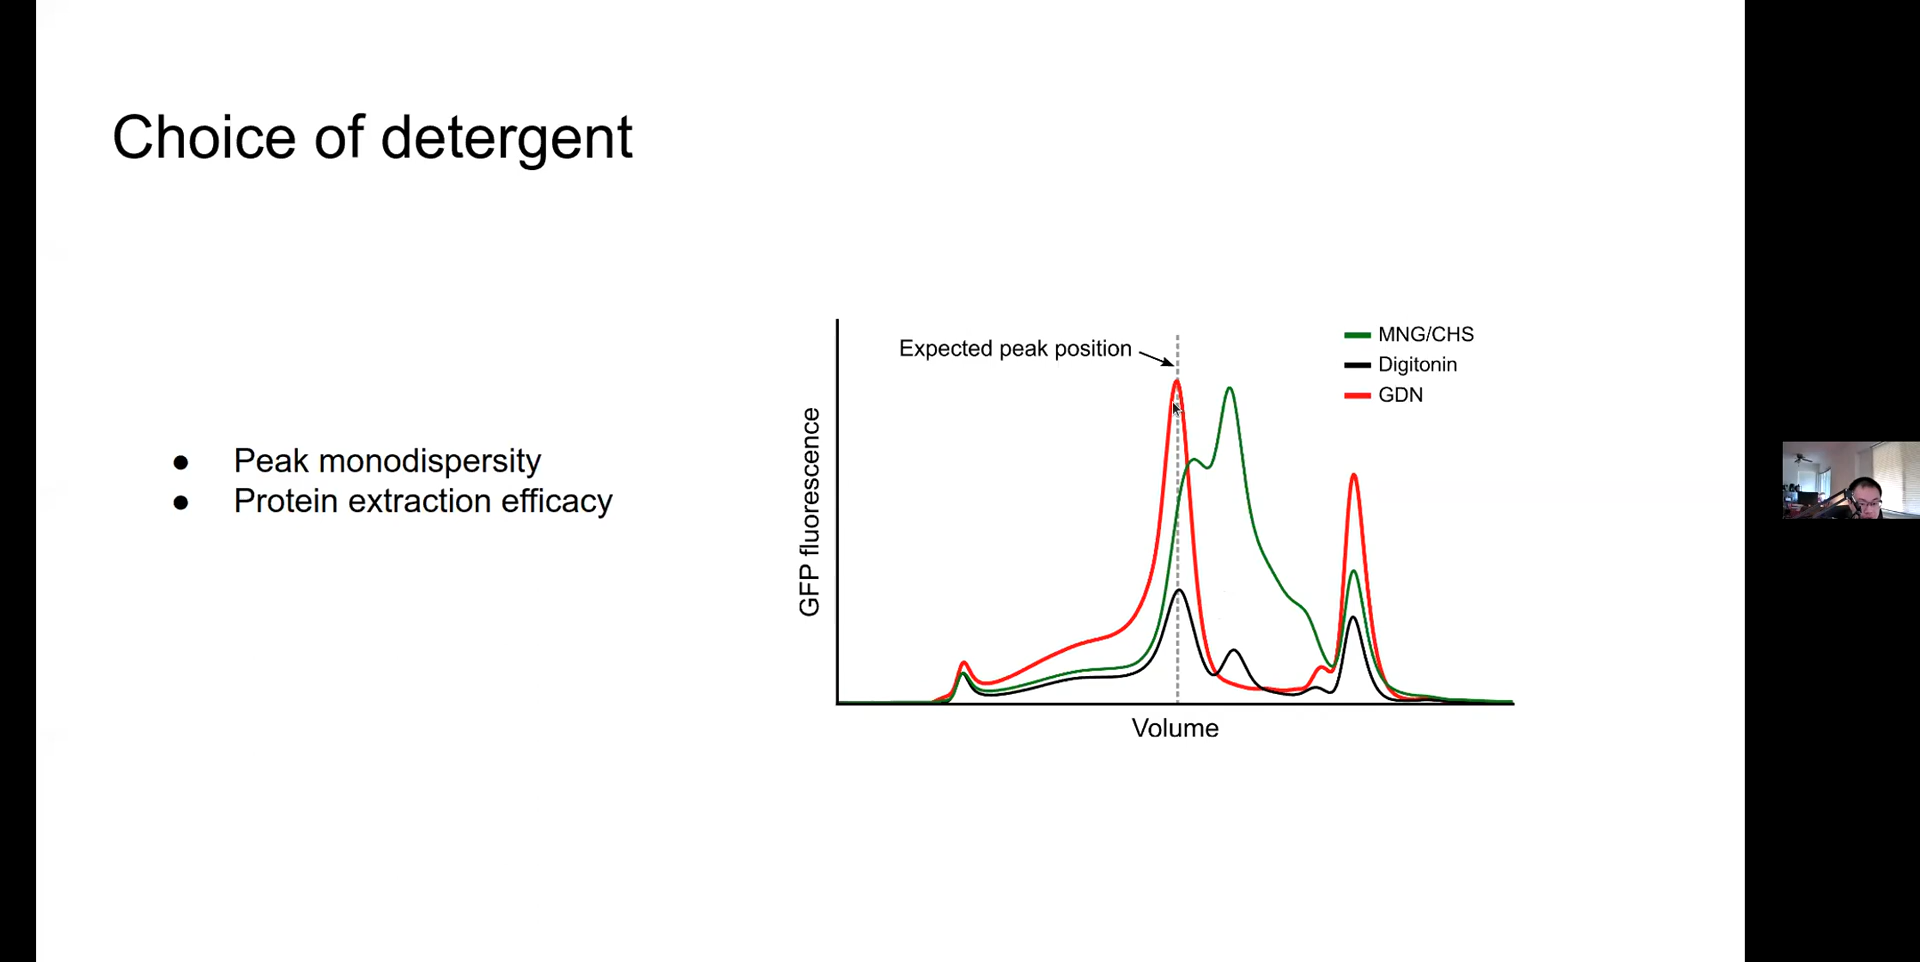 Choice of detergent
● Peak monodispersity
● Protein extraction efficacy
Expected peak position
MNG/CHS
Digitonin
GDN
GFP fluorescence
Volume